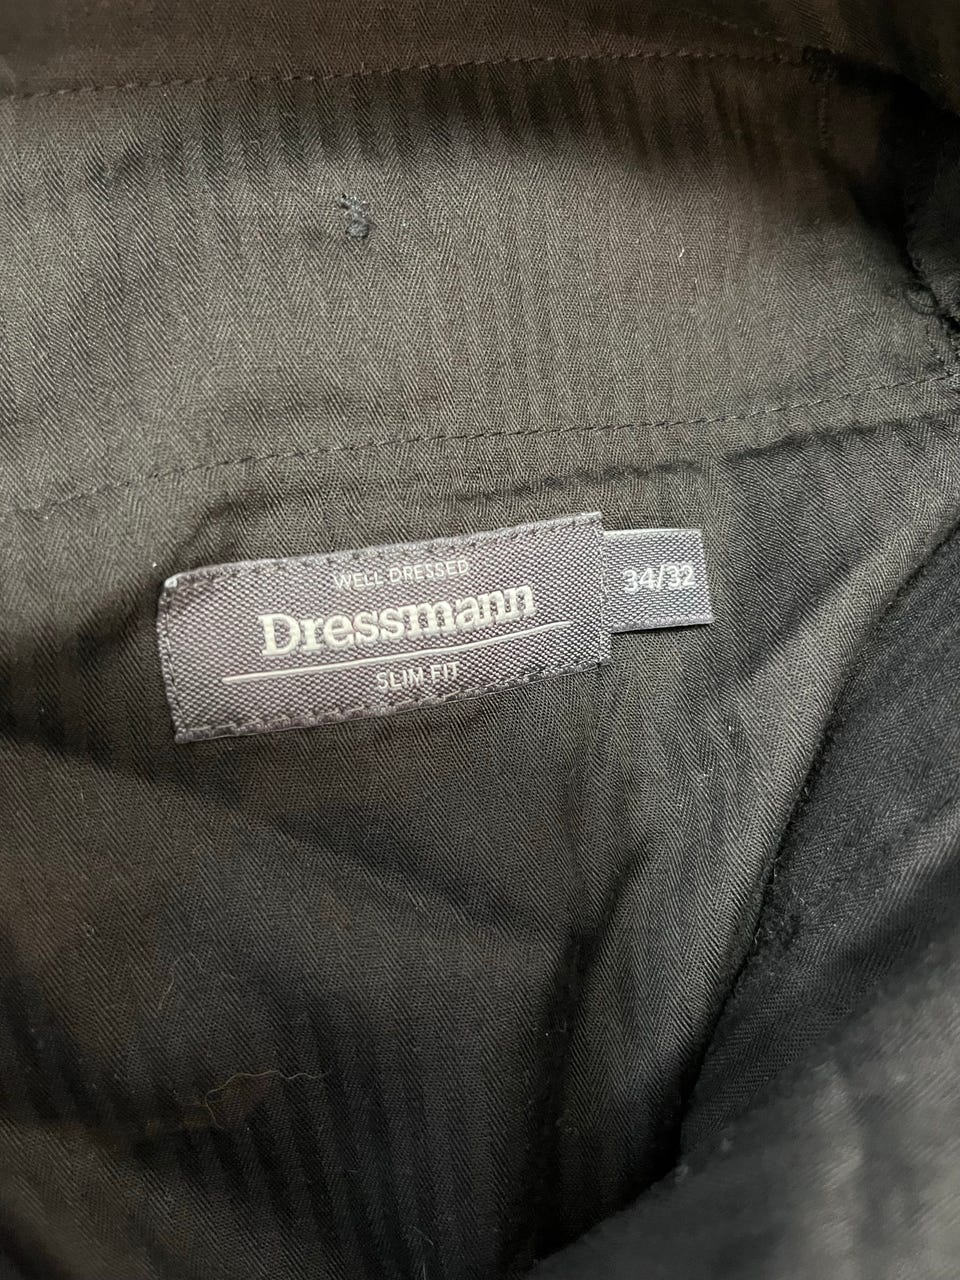 WELL DRESSED
Dressmann
SLIM FIT
34/32